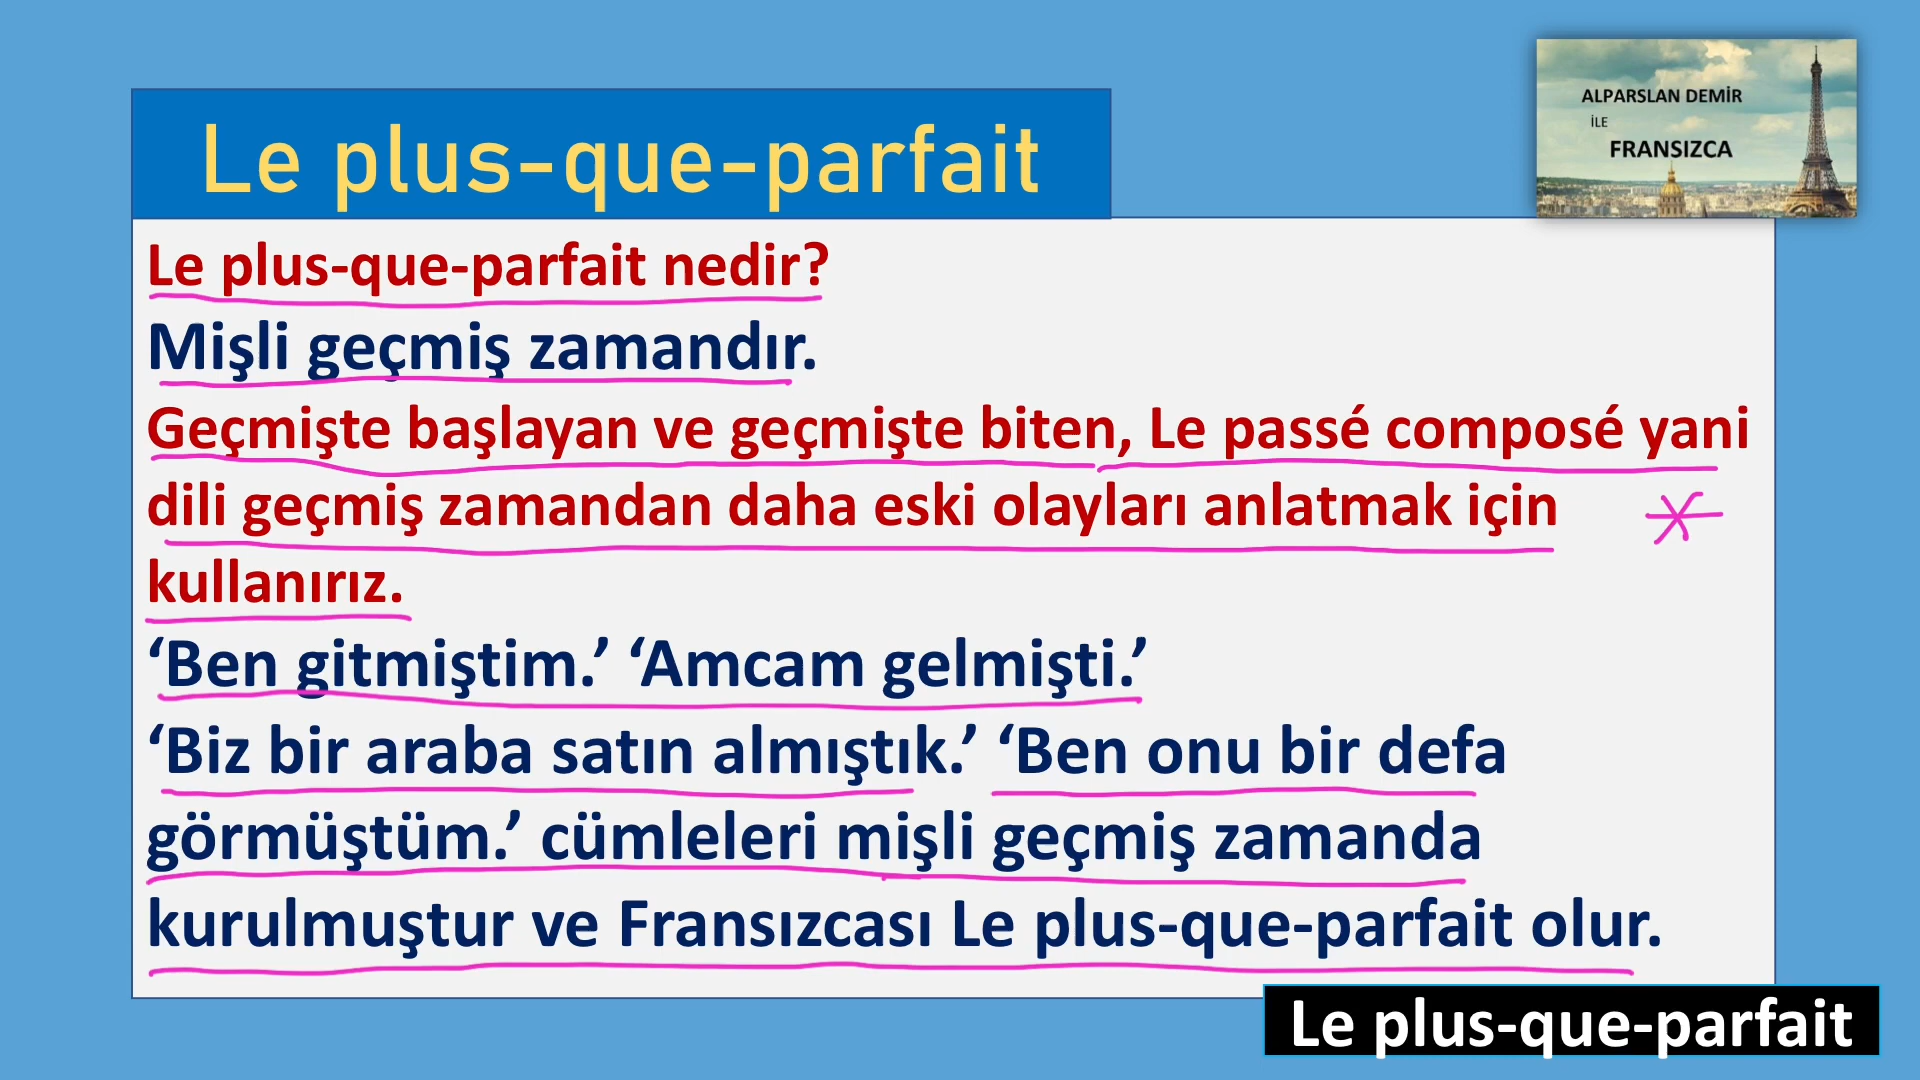 ALPARSLAN DEMİR
İLE
FRANSIZCA
Le plus-que-parfait
Le plus-que-parfait nedir?
Mişli geçmiş zamandır.
Geçmişte başlayan ve geçmişte biten, Le passé composé yani
dili geçmiş zamandan daha eski olayları anlatmak için
kullanırız.
‘Ben gitmiştim.’ ‘Amcam gelmişti.’
‘Biz bir araba satın almıştık.’ ‘Ben onu bir defa
görmüştüm.’ cümleleri mişli geçmiş zamanda
kurulmuştur ve Fransızcası Le plus-que-parfait olur.
Le plus-que-parfait